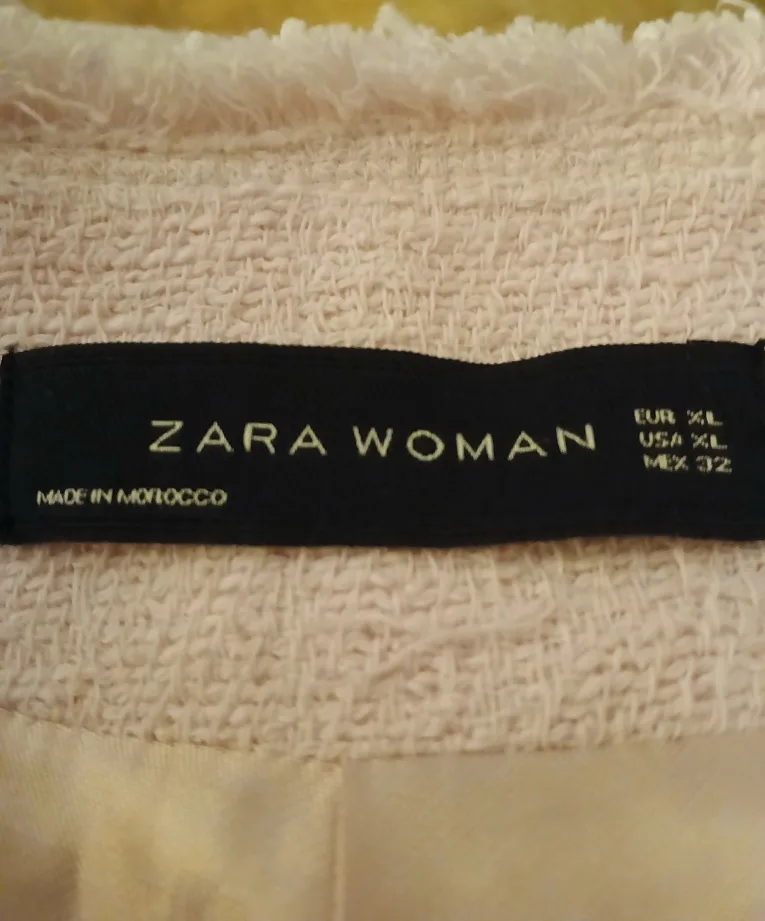 ZARA WOMAN
EUR XL
USA XL
MEX 32
MADE IN MOROCCO